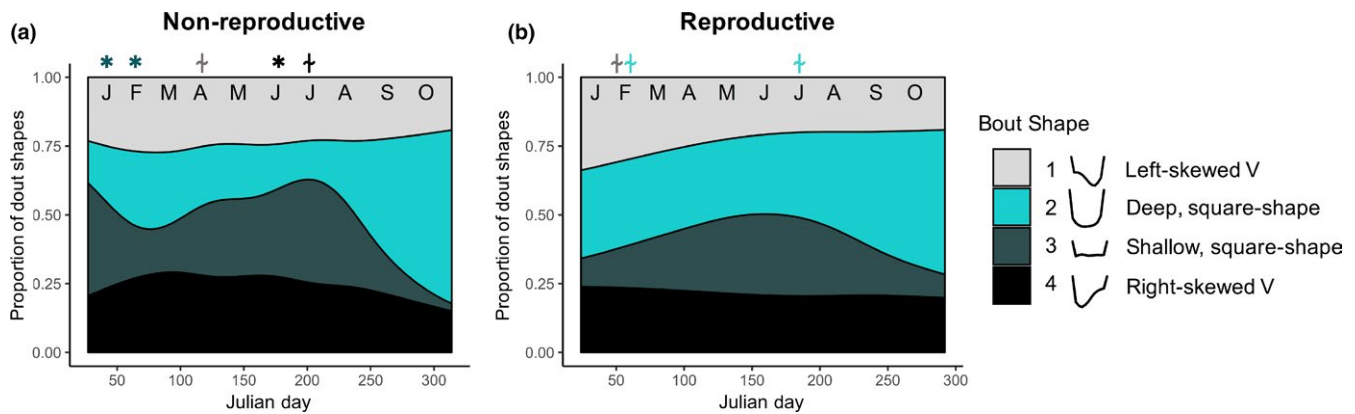 (a)
Non-reproductive
* * ⍭ * ⍭
Proportion of dout shapes
1.00
0.75
0.50
0.25
0.00
J F M A M J J A S O
50 100 150 200 250 300
Julian day
(b)
Reproductive
Proportion of dout shapes
1.00
0.75
0.50
0.25
0.00
J F M A M J J A S O
50 100 150 200 250 300
Julian day
Bout Shape
1 Left-skewed V
2 Deep, square-shape
3 Shallow, square-shape
4 Right-skewed V